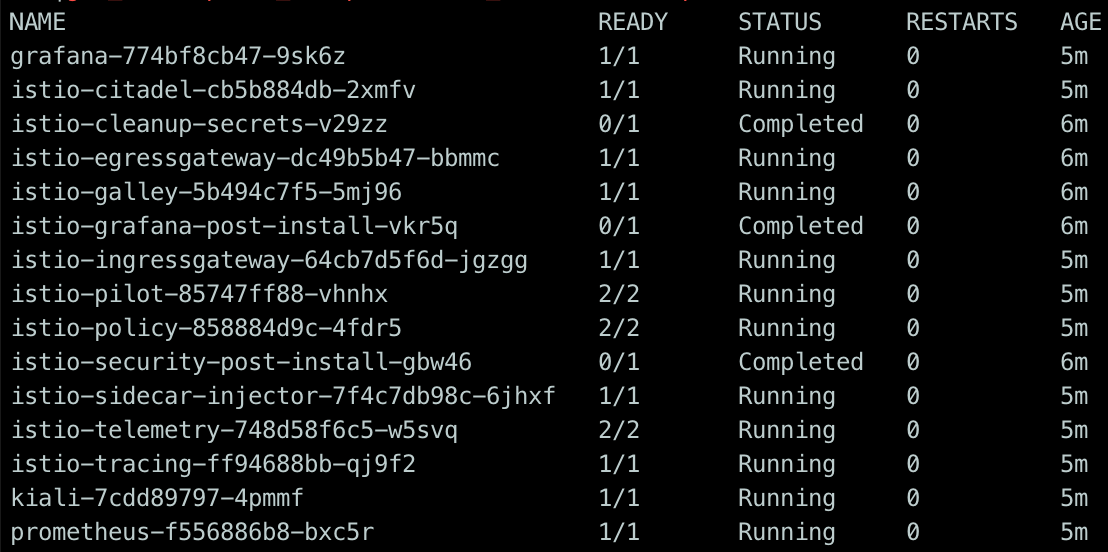 NAME READY STATUS RESTARTS AGE
grafana-774bf8cb47-9sk6z 1/1 Running 0 5m
istio-citadel-cb5b884db-2xmfv 1/1 Running 0 5m
istio-cleanup-secrets-v29zz 0/1 Completed 0 6m
istio-egressgateway-dc49b5b47-bbmmc 1/1 Running 0 6m
istio-galley-5b494c7f5-5mj96 1/1 Running 0 6m
istio-grafana-post-install-vkr5q 0/1 Completed 0 6m
istio-ingressgateway-64cb7d5f6d-jgzgg 1/1 Running 0 5m
istio-pilot-85747ff88-vhnhx 2/2 Running 0 5m
istio-policy-858884d9c-4fdr5 2/2 Running 0 5m
istio-security-post-install-gbw46 0/1 Completed 0 6m
istio-sidecar-injector-7f4c7db98c-6jhxf 1/1 Running 0 5m
istio-telemetry-748d58f6c5-w5svq 2/2 Running 0 5m
istio-tracing-ff94688bb-qj9f2 1/1 Running 0 5m
kiali-7cdd89797-4pmmf 1/1 Running 0 5m
prometheus-f556886b8-bxc5r 1/1 Running 0 5m